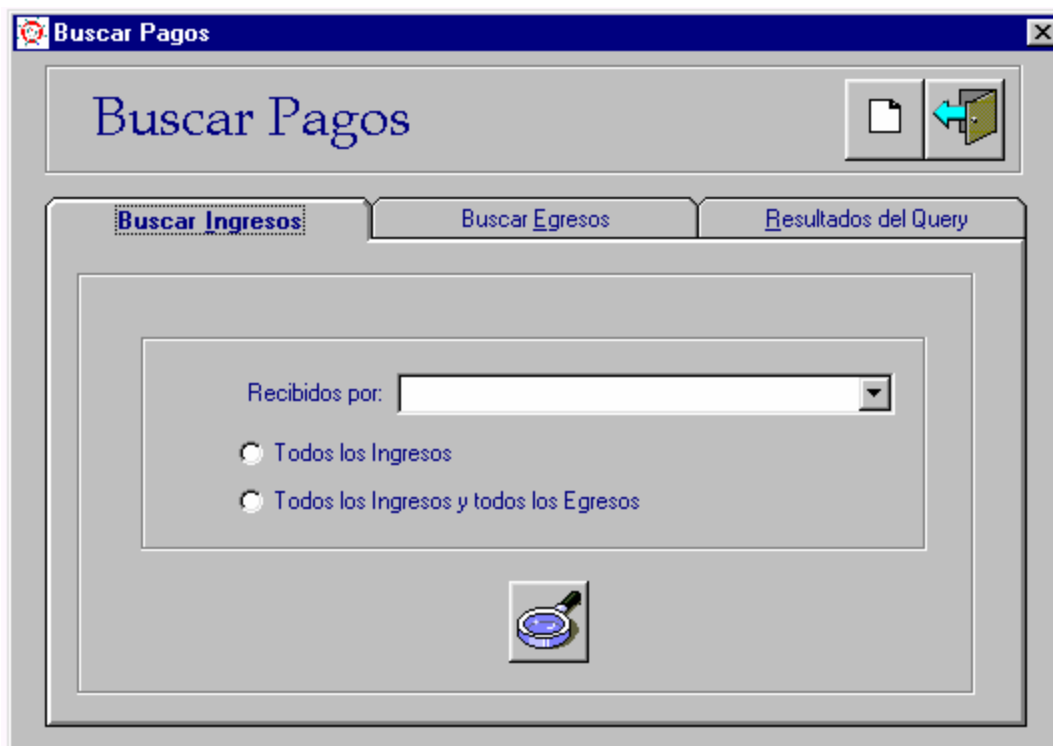 Buscar Pagos
Buscar Pagos
Buscar Ingresos
Buscar Egresos
Resultados del Query
Recibidos por:
Todos los Ingresos
Todos los Ingresos y todos los Egresos